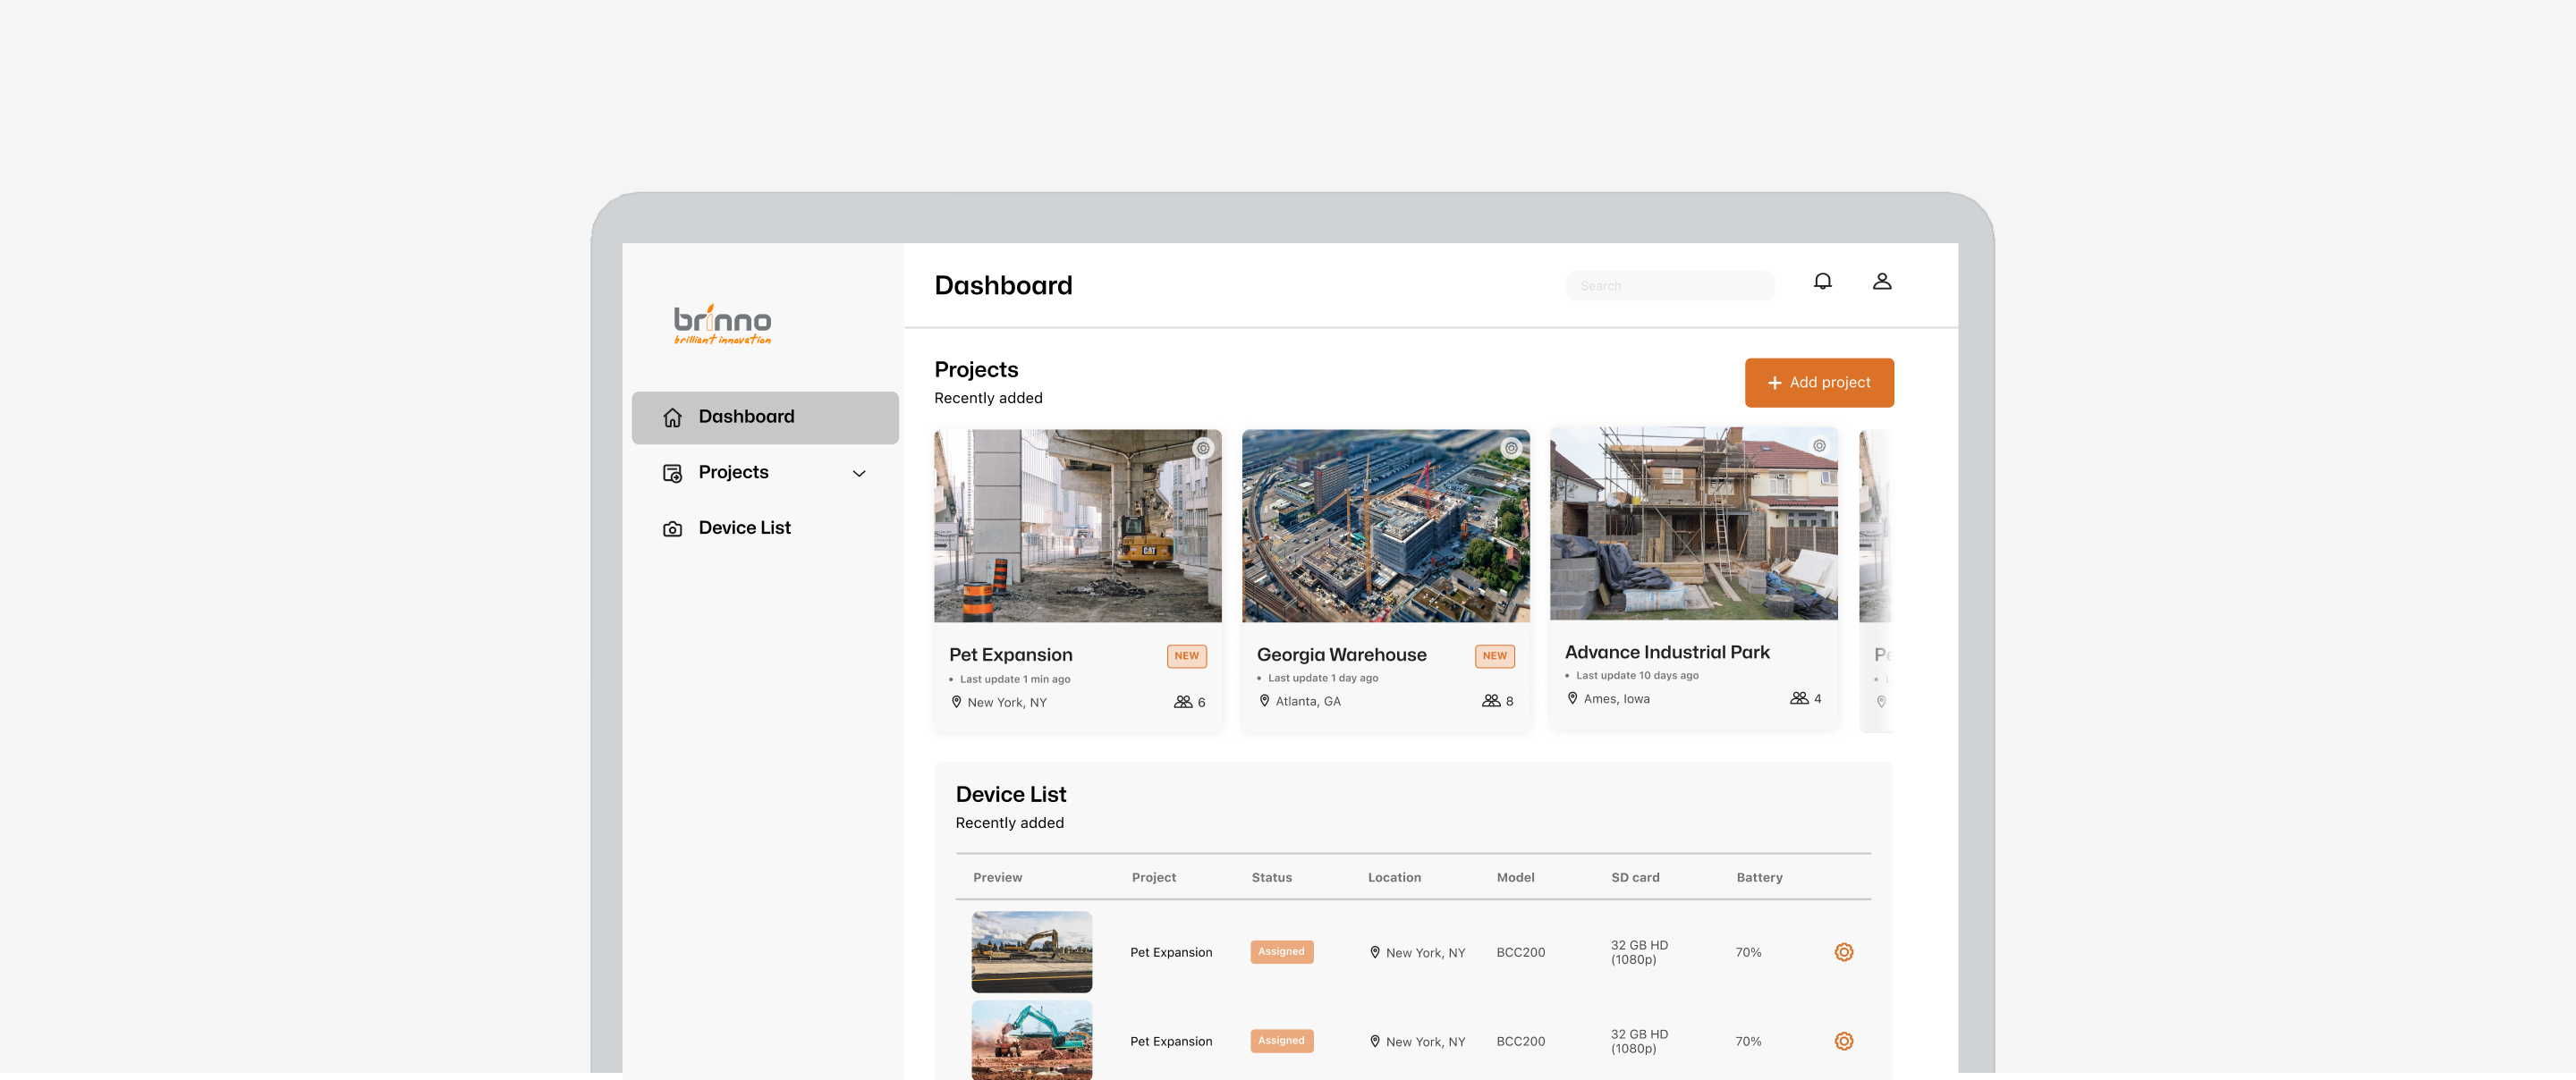 brinno
brilliant innovation
Dashboard
Projects
Device List
Dashboard
Search
Projects
Recently added
+ Add project
CAT
Pet Expansion
NEW
• Last update 1 min ago
New York, NY
6
Georgia Warehouse
NEW
• Last update 1 day ago
Atlanta, GA
8
Advance Industrial Park
• Last update 10 days ago
Ames, Iowa
4
Pe
• L
Device List
Recently added
Preview Project Status Location Model SD card Battery
Pet Expansion Assigned New York, NY BCC200 32 GB HD 70%
(1080p)
Pet Expansion Assigned New York, NY BCC200 32 GB HD 70%
(1080p)